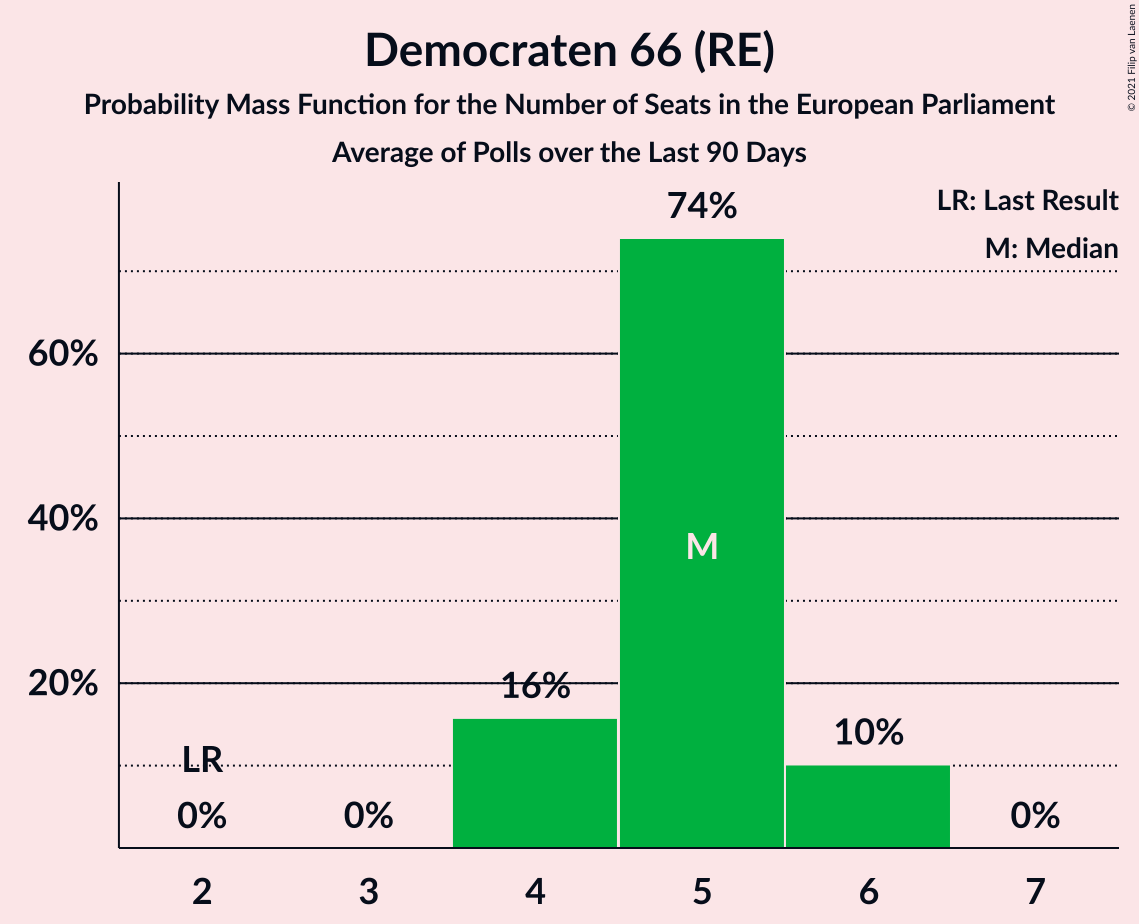 Democraten 66 (RE)
Probability Mass Function for the Number of Seats in the European Parliament
Average of Polls over the Last 90 Days
© 2021 Filip van Laenen
LR: Last Result
M: Median
74%
60%
40%
M
20%
16%
10%
LR
0%
0%
0%
2 3 4 5 6 7